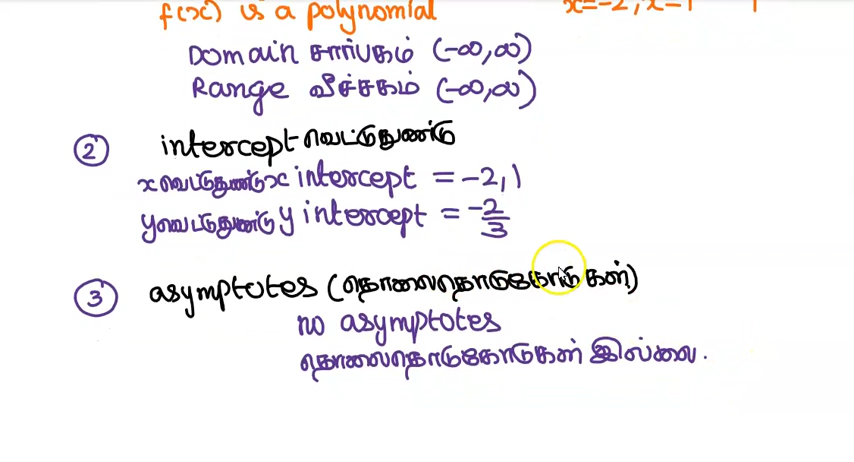 f(x) is a polynomial x=-2, x=1
Domain சார்பகம் (-∞,∞)
Range வீச்சகம் (-∞,∞)
2 intercept வெட்டுதுண்டு
x வெட்டுதுண்டு x intercept = -2, 1
y வெட்டுதுண்டு y intercept = -2/3
3 asymptotes (தொலைதொடுகோடுகள்)
no asymptotes
தொலைதொடுகோடுகள் இல்லை.